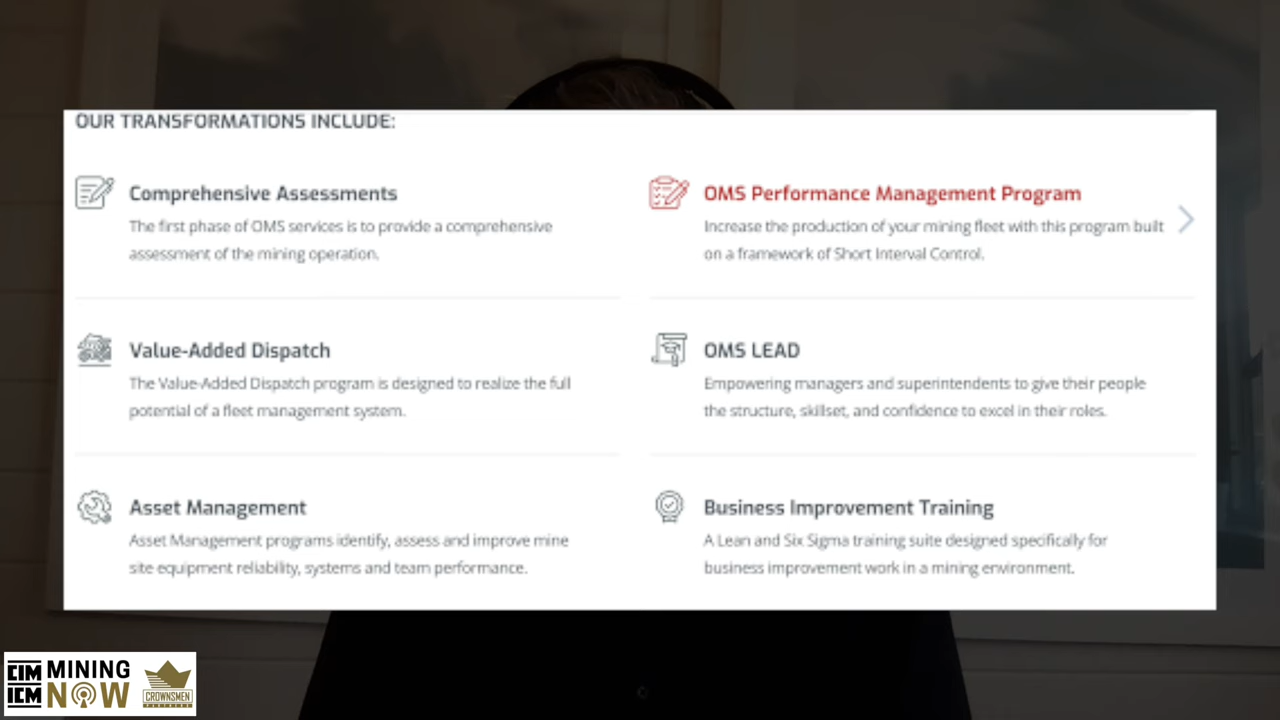 OUR TRANSFORMATIONS INCLUDE:
Comprehensive Assessments
The first phase of OMS services is to provide a comprehensive
assessment of the mining operation.
OMS Performance Management Program
Increase the production of your mining fleet with this program built
on a framework of Short Interval Control.
Value-Added Dispatch
The Value-Added Dispatch program is designed to realize the full
potential of a fleet management system.
OMS LEAD
Empowering managers and superintendents to give their people
the structure, skillset, and confidence to excel in their roles.
Asset Management
Asset Management programs identify, assess and improve mine
site equipment reliability, systems and team performance.
Business Improvement Training
A Lean and Six Sigma training suite designed specifically for
business improvement work in a mining environment.
CIM
ICM
MINING
NOW
CROWNSMEN
PARTNERS